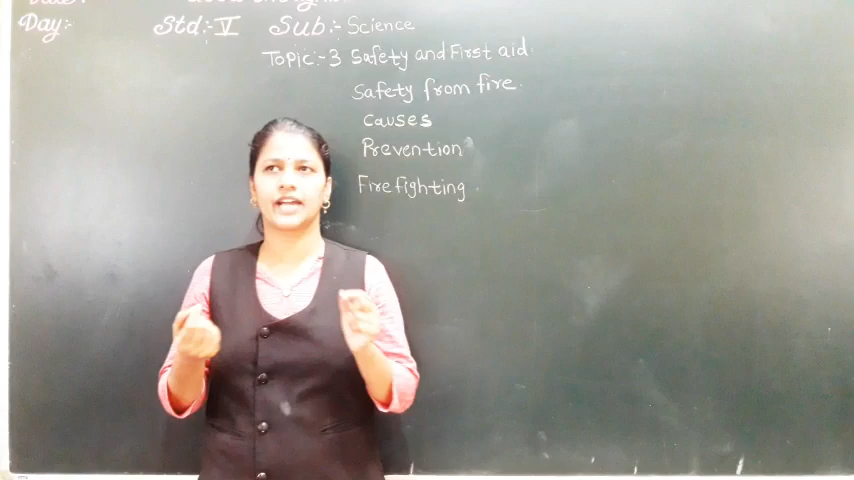 Day:-
Std:- V Sub:- Science
Topic:- 3 Safety and First aid.
Safety from fire.
Causes
Prevention
Fire fighting.